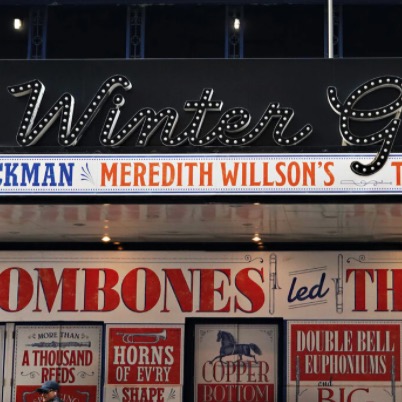 Winter G
CKMAN MEREDITH WILLSON'S T
OMBONES led TH
MORE THAN
A THOUSAND
REEDS
HORNS
OF EV'RY
SHAPE
COPPER
BOTTOM
DOUBLE BELL
EUPHONIUMS
and
BIG